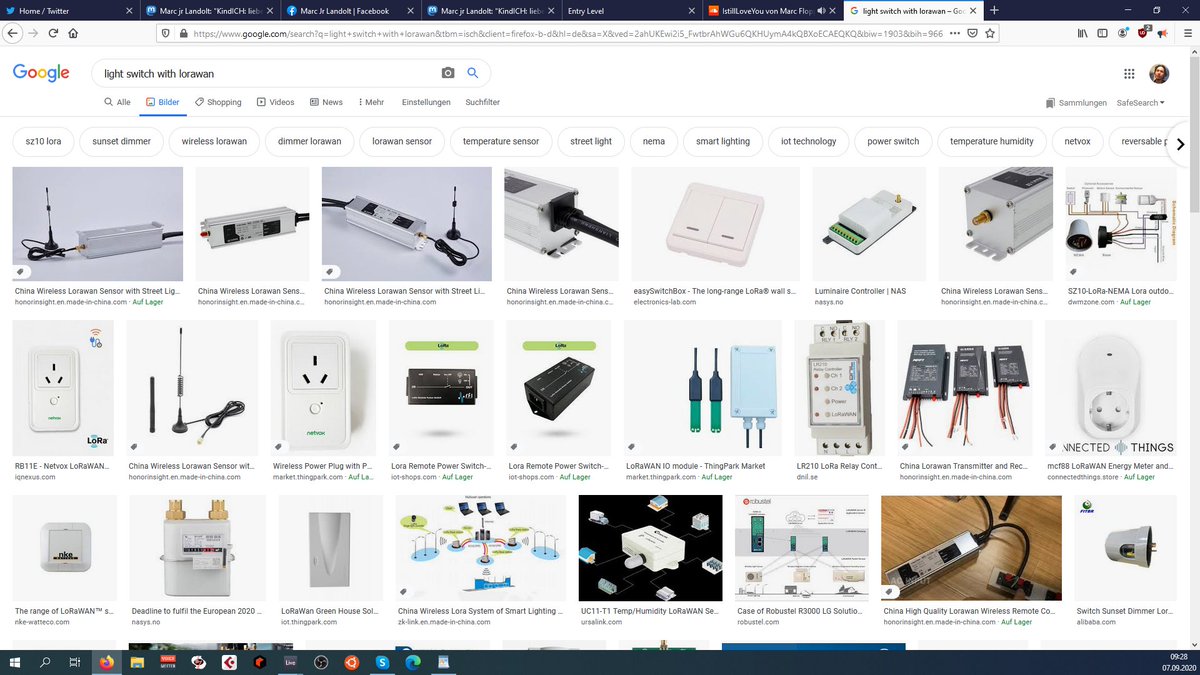 Home / Twitter
Marc jr Landolt: "KindICH: liebe
Marc Jr Landolt | Facebook
Marc jr Landolt: "KindICH: liebe
Entry Level
IstillLoveYou von Marc Flop
light switch with lorawan – Goo
https://www.google.com/search?q=light+switch+with+lorawan&tbm=isch&client=firefox-b-d&hl=de&sa=X&ved=2ahUKEwi2i5_FwtbrAhWGu6QKHUymA4kQBXoECAEQKQ&biw=1903&bih=966
Google
light switch with lorawan
Alle
Bilder
Shopping
Videos
News
Mehr
Einstellungen
Suchfilter
Sammlungen
SafeSearch
sz10 lora
sunset dimmer
wireless lorawan
dimmer lorawan
lorawan sensor
temperature sensor
street light
nema
smart lighting
iot technology
power switch
temperature humidity
netvox
reversable p
China Wireless Lorawan Sensor with Street Lig...
honorinsight.en.made-in-china.com · Auf Lager
China Wireless Lorawan Sens...
honorinsight.en.made-in-china.c...
China Wireless Lorawan Sensor with Street Li...
honorinsight.en.made-in-china.com
China Wireless Lorawan Sens...
honorinsight.en.made-in-china.c...
easySwitchBox - The long-range LoRa® wall s...
electronics-lab.com
Luminaire Controller | NAS
nasys.no
China Wireless Lorawan Sens...
honorinsight.en.made-in-china.c...
SZ10-LoRa-NEMA Lora outdo...
dwmzone.com · Auf Lager
netvox
LoRa
netvox
LoRa
LoRa
LR210 LoRa
Relay Controller
Ch 1
Ch 2
Power
LoRaWAN
CONNECTED THINGS
RB11E - Netvox LoRaWAN...
iqnexus.com
China Wireless Lorawan Sensor wit...
honorinsight.en.made-in-china.com
Wireless Power Plug with P...
market.thingpark.com · Auf La...
Lora Remote Power Switch-...
iot-shops.com · Auf Lager
Lora Remote Power Switch-...
iot-shops.com · Auf Lager
LoRaWAN IO module - ThingPark Market
market.thingpark.com · Auf Lager
LR210 LoRa Relay Cont...
dnil.se
China Lorawan Transmitter and Rec...
honorinsight.en.made-in-china.com
mcf88 LoRaWAN Energy Meter and...
connectedthings.store · Auf Lager
nke
robustel
AC INPUT
FITBR
The range of LoRaWAN™ s...
nke-watteco.com
Deadline to fulfil the European 2020 ...
nasys.no
LoRaWan Green House Sol...
iot.thingpark.com
China Wireless Lora System of Smart Lighting ...
zk-link.en.made-in-china.com
UC11-T1 Temp/Humidity LoRaWAN Se...
ursalink.com
Case of Robustel R3000 LG Solutio...
robustel.com
China High Quality Lorawan Wireless Remote Co...
honorinsight.en.made-in-china.com · Auf Lager
Switch Sunset Dimmer Lor...
alibaba.com
Live
09:28
07.09.2020